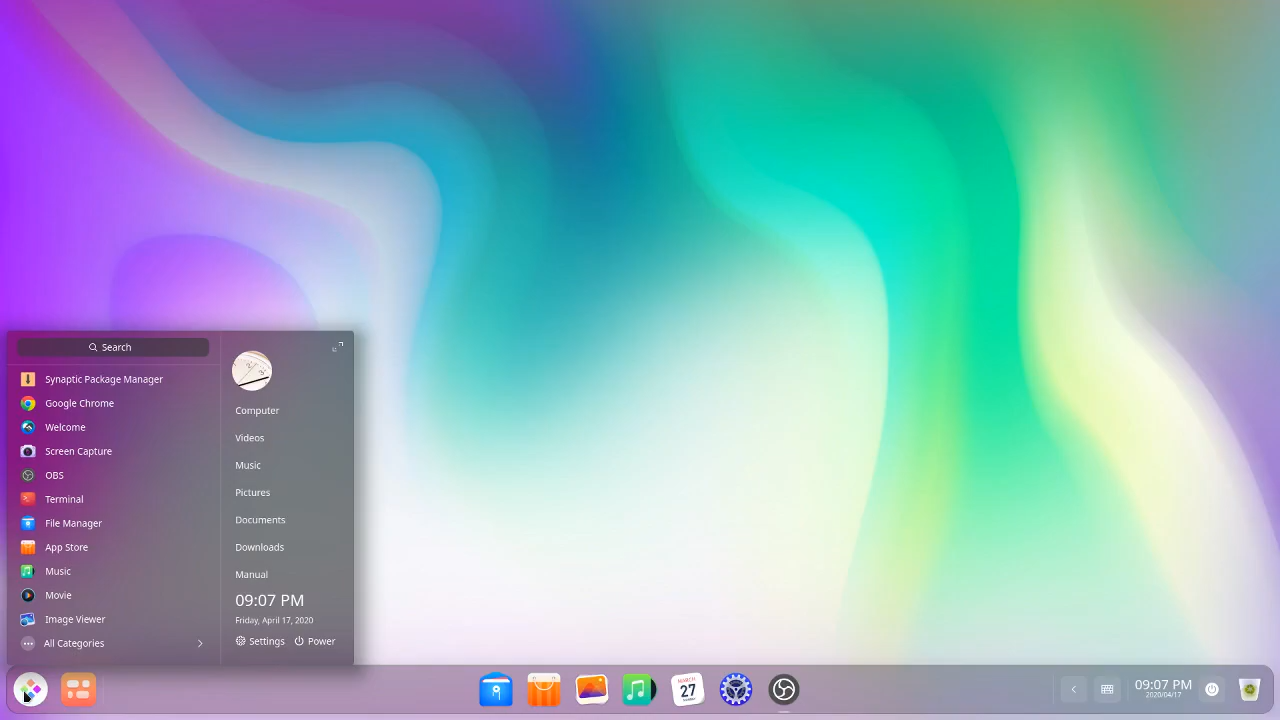 Search
Synaptic Package Manager
Google Chrome
Welcome
Screen Capture
OBS
Terminal
File Manager
App Store
Music
Movie
Image Viewer
All Categories
Computer
Videos
Music
Pictures
Documents
Downloads
Manual
09:07 PM
Friday, April 17, 2020
Settings
Power
MARCH
27
09:07 PM
2020/04/17